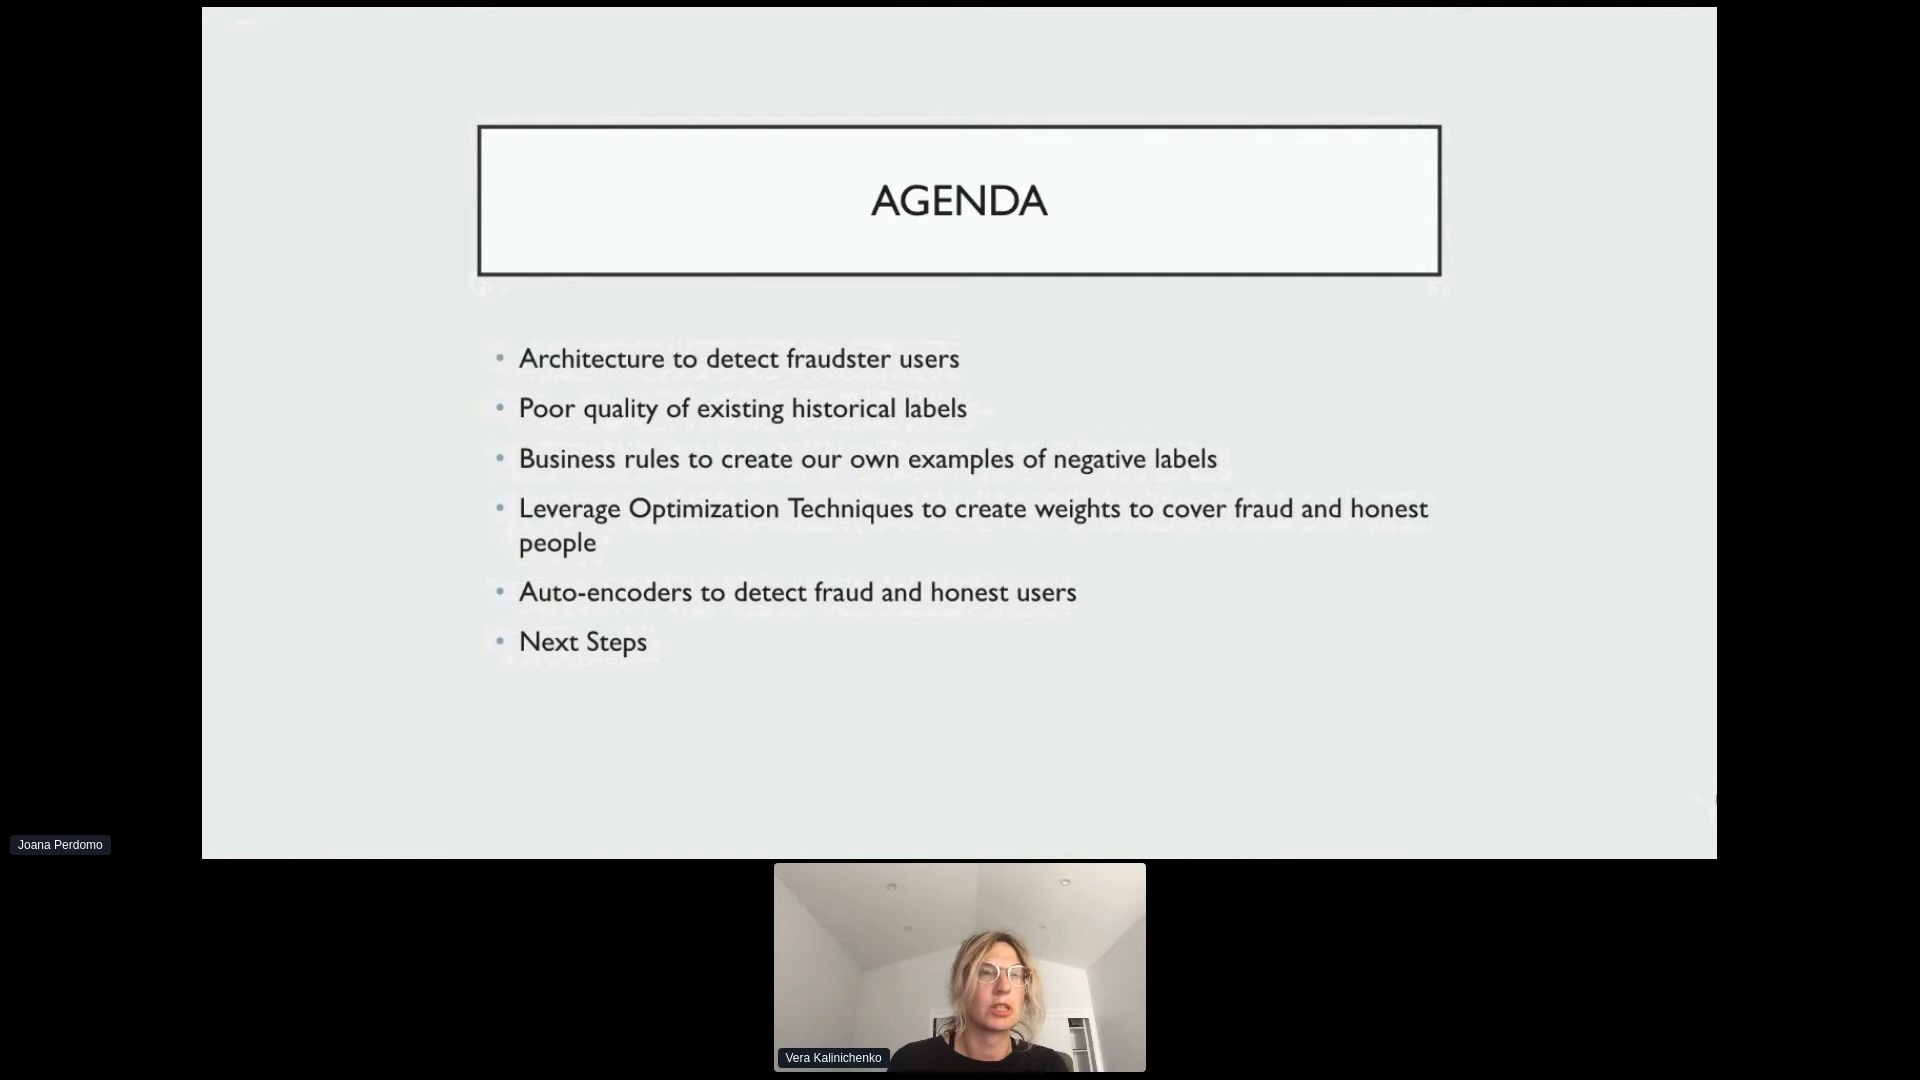 AGENDA
• Architecture to detect fraudster users
• Poor quality of existing historical labels
• Business rules to create our own examples of negative labels
• Leverage Optimization Techniques to create weights to cover fraud and honest
people
• Auto-encoders to detect fraud and honest users
• Next Steps
Joana Perdomo
Vera Kalinichenko